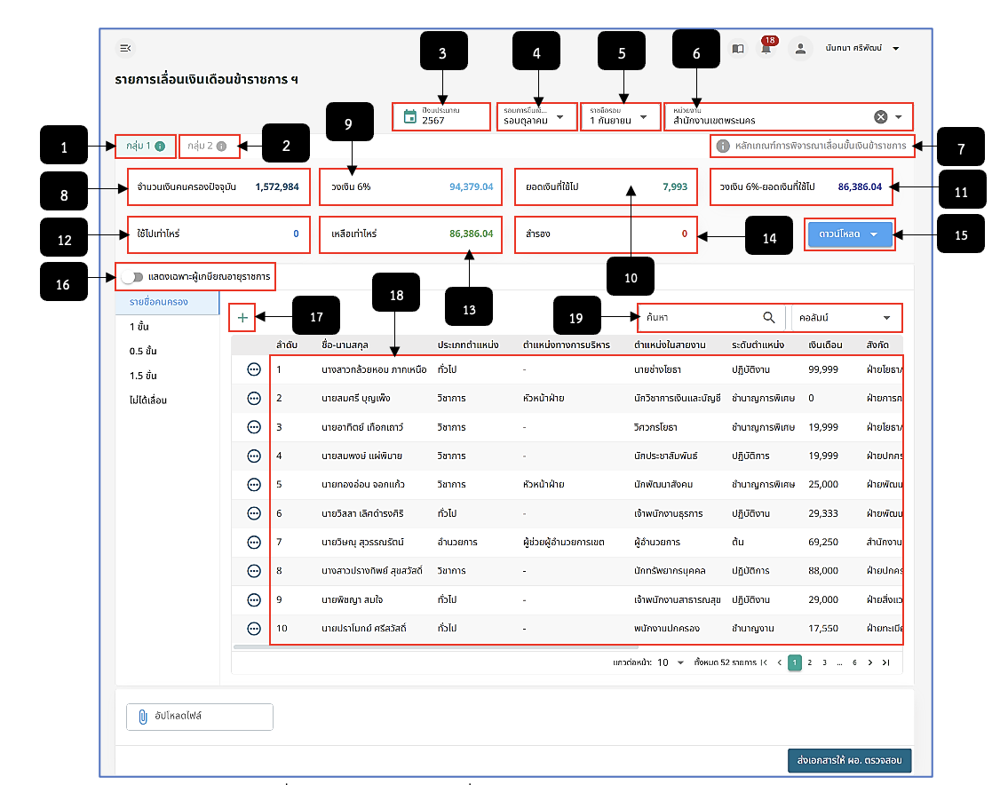 18
นันทนา ศรีพัฒน์
รายการเลื่อนเงินเดือนข้าราชการ ฯ
3
4
5
6
ปีงบประมาณ
2567
รอบการขึ้นเงิ...
รอบตุลาคม
รายชื่อรอบ
1 กันยายน
หน่วยงาน
สำนักงานเขตพระนคร
1
กลุ่ม 1
กลุ่ม 2
2
9
หลักเกณฑ์การพิจารณาเลื่อนขั้นเงินข้าราชการ
7
8
จำนวนเงินคนครองปัจจุบัน 1,572,984
วงเงิน 6% 94,379.04
ยอดเงินที่ใช้ไป 7,993
วงเงิน 6%-ยอดเงินที่ใช้ไป 86,386.04
11
12
ใช้ไปเท่าไหร่ 0
เหลือเท่าไหร่ 86,386.04
สำรอง 0
14
ดาวน์โหลด
15
16
แสดงเฉพาะผู้เกษียณอายุราชการ
10
13
18
17
19
รายชื่อคนครอง
1 ขั้น
0.5 ขั้น
1.5 ขั้น
ไม่ได้เลื่อน
ค้นหา
คอลัมน์
ลำดับ ชื่อ-นามสกุล ประเภทตำแหน่ง ตำแหน่งทางการบริหาร ตำแหน่งในสายงาน ระดับตำแหน่ง เงินเดือน สังกัด
1 นางสาวกล้วยหอม ภาคเหนือ ทั่วไป - นายช่างโยธา ปฏิบัติงาน 99,999 ฝ่ายโยธา/
2 นายสมศรี บุญเพ็ง วิชาการ หัวหน้าฝ่าย นักวิชาการเงินและบัญชี ชำนาญการพิเศษ 0 ฝ่ายการค
3 นายอาทิตย์ เทือกเถาว์ วิชาการ - วิศวกรโยธา ชำนาญการพิเศษ 19,999 ฝ่ายโยธา/
4 นายสมพงษ์ แผ่พินาย วิชาการ - นักประชาสัมพันธ์ ปฏิบัติการ 19,999 ฝ่ายปกคร
5 นายทองอ่อน จอกแก้ว วิชาการ หัวหน้าฝ่าย นักพัฒนาสังคม ชำนาญการพิเศษ 25,000 ฝ่ายพัฒน
6 นายวิลลา เลิศดำรงศิริ ทั่วไป - เจ้าพนักงานธุรการ ปฏิบัติงาน 29,333 ฝ่ายพัฒน
7 นายวิษณุ สุวรรณรัตน์ อำนวยการ ผู้ช่วยผู้อำนวยการเขต ผู้อำนวยการ ต้น 69,250 สำนักงาน
8 นางสาวปรางทิพย์ สุขสวัสดิ์ วิชาการ - นักทรัพยากรบุคคล ปฏิบัติการ 88,000 ฝ่ายปกคร
9 นายพิชญา สมใจ ทั่วไป - เจ้าพนักงานสาธารณสุข ปฏิบัติงาน 29,000 ฝ่ายสิ่งแว
10 นายปราโมทย์ ศรีสวัสดิ์ ทั่วไป - พนักงานปกครอง ชำนาญงาน 17,550 ฝ่ายทะเบี
แถวต่อหน้า: 10 ทั้งหมด 52 รายการ 1 2 3 ... 6
อัปโหลดไฟล์
ส่งเอกสารให้ ผอ. ตรวจสอบ